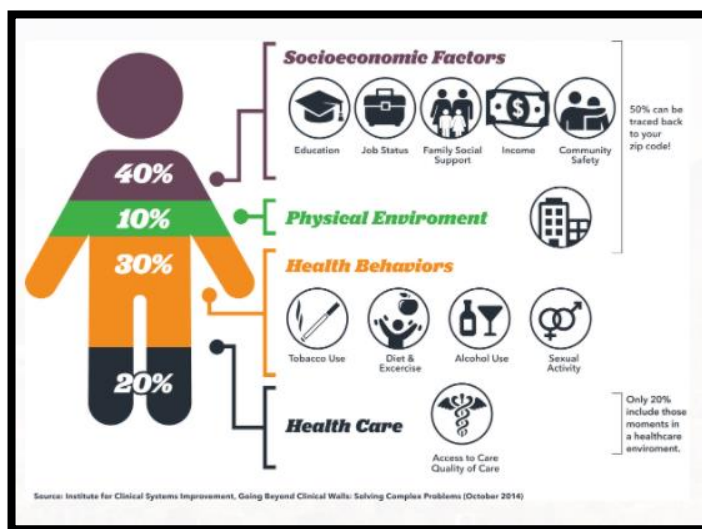 Socioeconomic Factors
Education
Job Status
Family Social
Support
Income
Community
Safety
50% can be
traced back
to your
zip code!
40%
10%
Physical Enviroment
30%
Health Behaviors
Tobacco Use
Diet &
Excercise
Alcohol Use
Sexual
Activity
20%
Health Care
Access to Care
Quality of Care
Only 20%
include those
moments in
a healthcare
enviroment.
Source: Institute for Clinical Systems Improvement, Going Beyond Clinical Walls: Solving Complex Problems (October 2014)